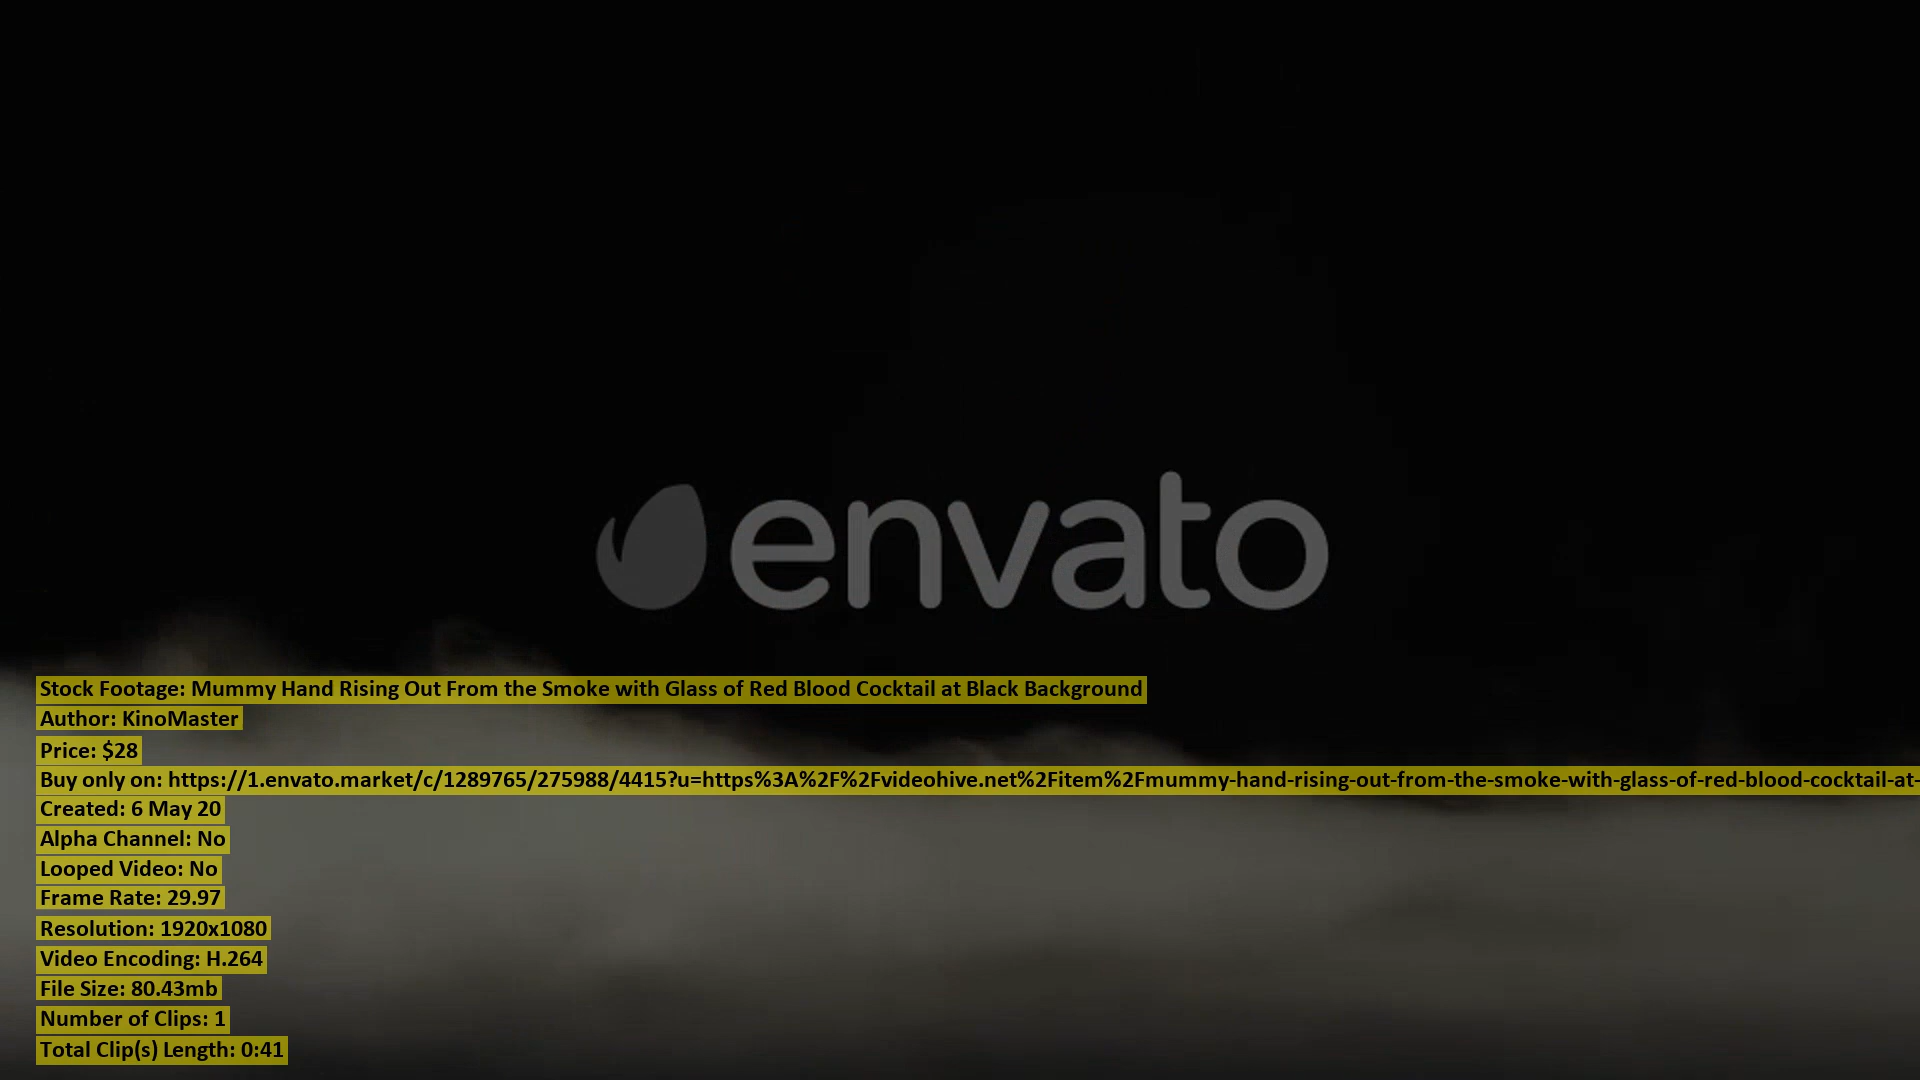 envato
Stock Footage: Mummy Hand Rising Out From the Smoke with Glass of Red Blood Cocktail at Black Background
Author: KinoMaster
Price: $28
Buy only on: https://1.envato.market/c/1289765/275988/4415?u=https%3A%2F%2Fvideohive.net%2Fitem%2Fmummy-hand-rising-out-from-the-smoke-with-glass-of-red-blood-cocktail-at-
Created: 6 May 20
Alpha Channel: No
Looped Video: No
Frame Rate: 29.97
Resolution: 1920x1080
Video Encoding: H.264
File Size: 80.43mb
Number of Clips: 1
Total Clip(s) Length: 0:41